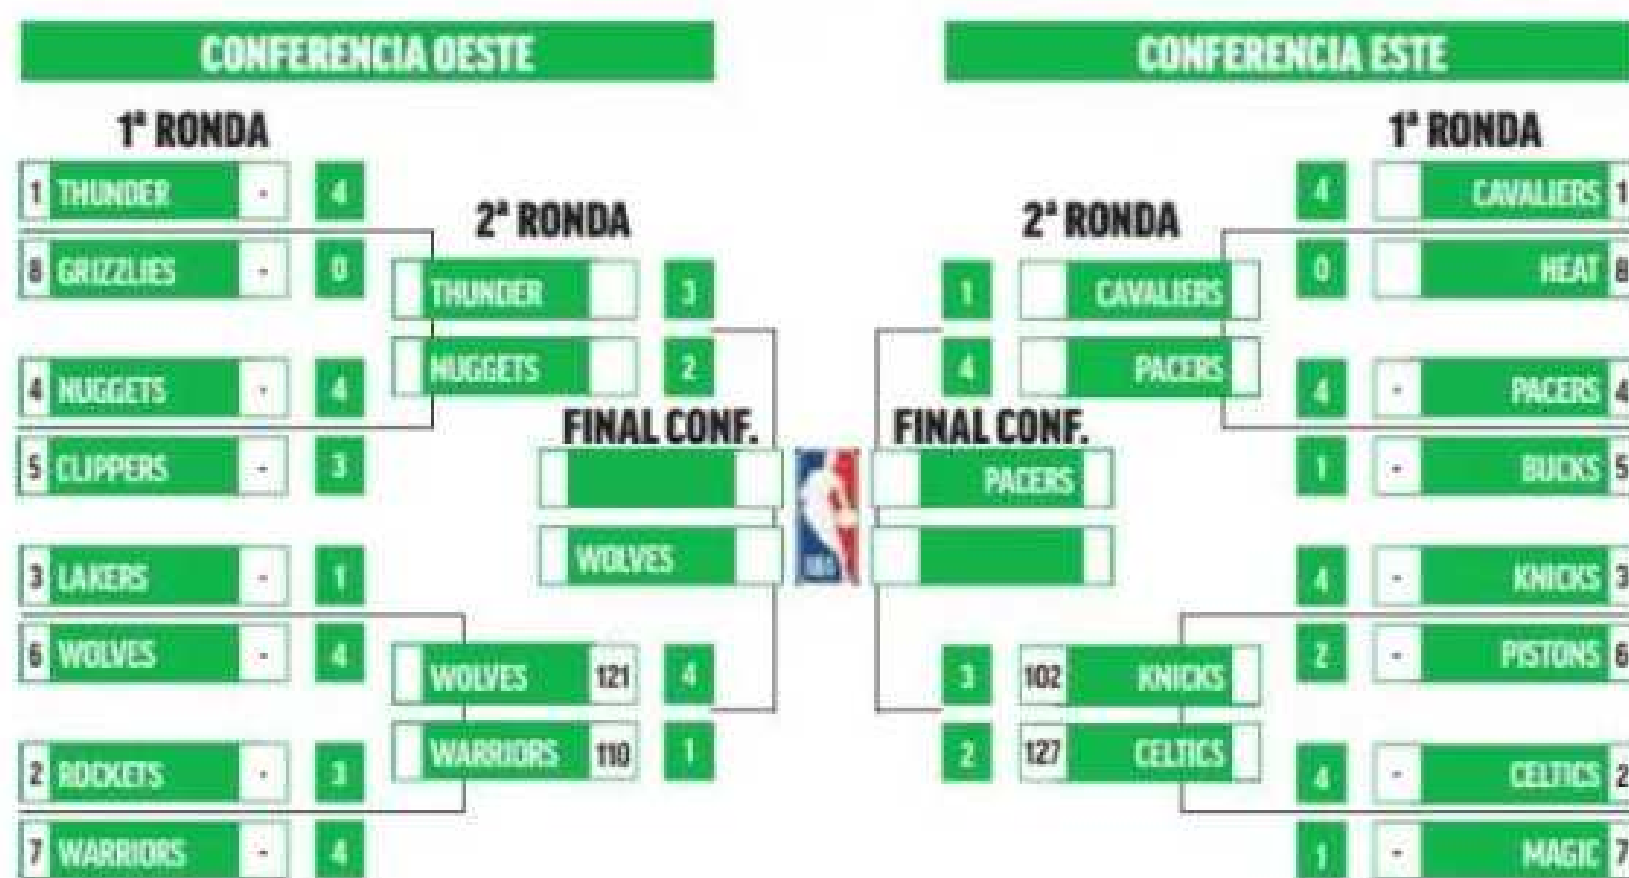 CONFERENCIA OESTE
1ª RONDA
1 THUNDER - 4
8 GRIZZLIES - 0
4 NUGGETS - 4
5 CLIPPERS - 3
3 LAKERS - 1
6 WOLVES - 4
2 ROCKETS - 3
7 WARRIORS - 4
2ª RONDA
THUNDER 3
NUGGETS 2
WOLVES 121 4
WARRIORS 110 1
FINAL CONF.
WOLVES
CONFERENCIA ESTE
1ª RONDA
4 CAVALIERS 1
0 HEAT 8
4 - PACERS 4
1 - BUCKS 5
4 - KNICKS 3
2 - PISTONS 6
4 - CELTICS 2
1 - MAGIC 7
2ª RONDA
1 CAVALIERS
4 PACERS
3 102 KNICKS
2 127 CELTICS
FINAL CONF.
PACERS